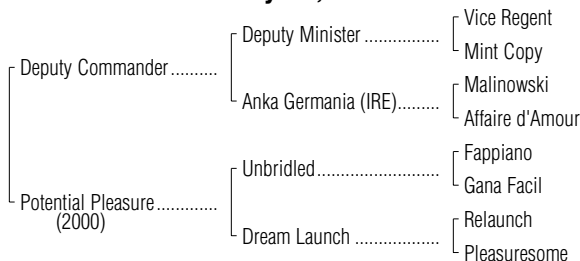 Deputy Commander..........
Potential Pleasure.............
(2000)
Deputy Minister ................
Anka Germania (IRE).........
Unbridled..........................
Dream Launch ..................
Vice Regent
Mint Copy
Malinowski
Affaire d'Amour
Fappiano
Gana Facil
Relaunch
Pleasuresome